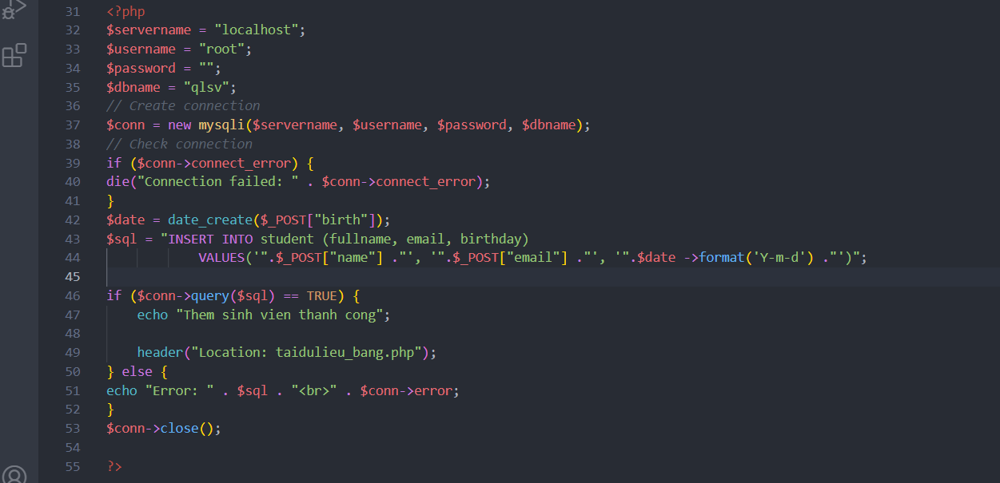 31 <?php
32 $servername = "localhost";
33 $username = "root";
34 $password = "";
35 $dbname = "qlsv";
36 // Create connection
37 $conn = new mysqli($servername, $username, $password, $dbname);
38 // Check connection
39 if ($conn->connect_error) {
40 die("Connection failed: " . $conn->connect_error);
41 }
42 $date = date_create($_POST["birth"]);
43 $sql = "INSERT INTO student (fullname, email, birthday)
44             VALUES('".$_POST["name"] ."', '".$_POST["email"] ."', '".$date ->format('Y-m-d') ."')";
45
46 if ($conn->query($sql) == TRUE) {
47     echo "Them sinh vien thanh cong";
48
49     header("Location: taidulieu_bang.php");
50 } else {
51 echo "Error: " . $sql . "<br>" . $conn->error;
52 }
53 $conn->close();
54
55 ?>